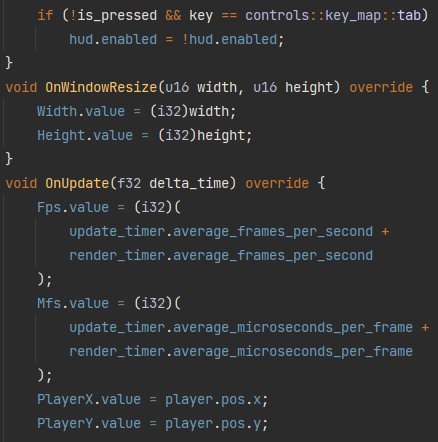 if (!is_pressed && key == controls::key_map::tab)
hud.enabled = !hud.enabled;
}
void OnWindowResize(u16 width, u16 height) override {
Width.value = (i32)width;
Height.value = (i32)height;
}
void OnUpdate(f32 delta_time) override {
Fps.value = (i32)(
update_timer.average_frames_per_second +
render_timer.average_frames_per_second
);
Mfs.value = (i32)(
update_timer.average_microseconds_per_frame +
render_timer.average_microseconds_per_frame
);
PlayerX.value = player.pos.x;
PlayerY.value = player.pos.y;